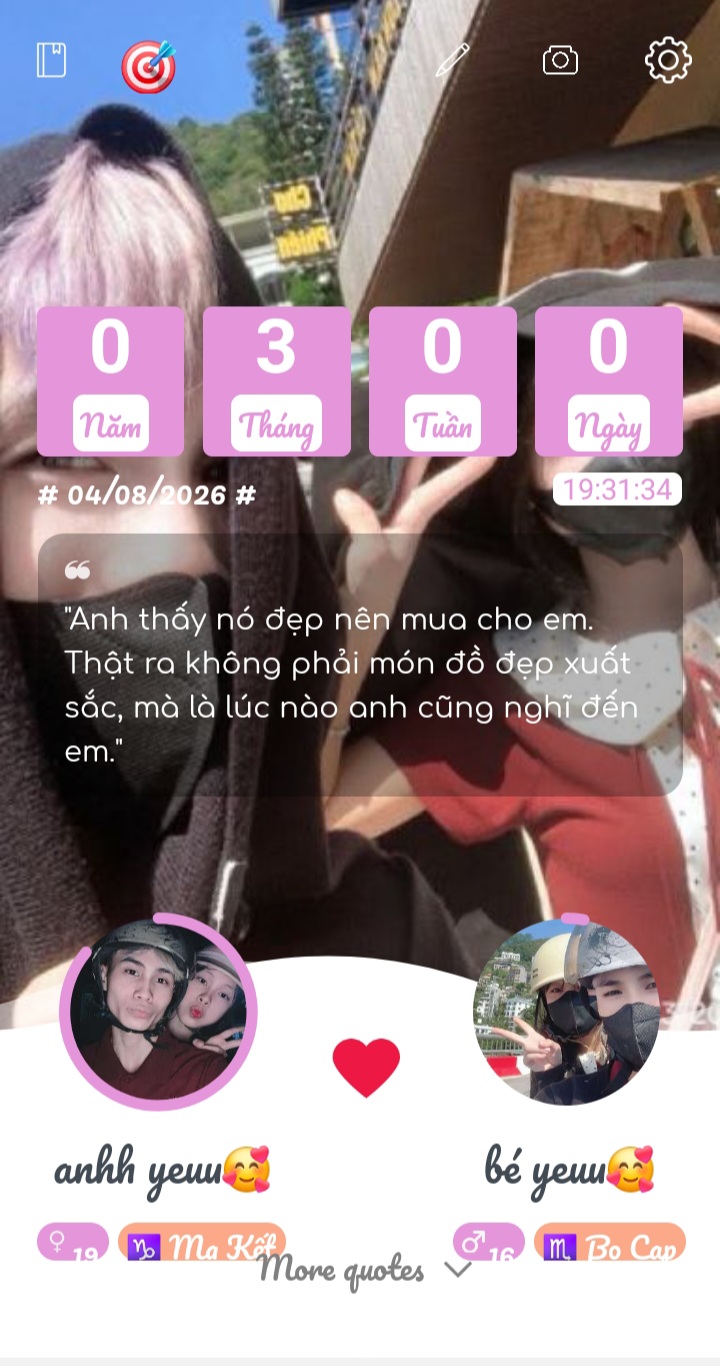 0 3 0 0
Năm Tháng Tuần Ngày
# 04/08/2026 #
19:31:34
"Anh thấy nó đẹp nên mua cho em.
Thật ra không phải món đồ đẹp xuất
sắc, mà là lúc nào anh cũng nghĩ đến
em."
anhh yeuu🥰 bé yeuu🥰
♀ 19 ♑ Ma Kết ♂ 16 ♏ Bo Cap
More quotes